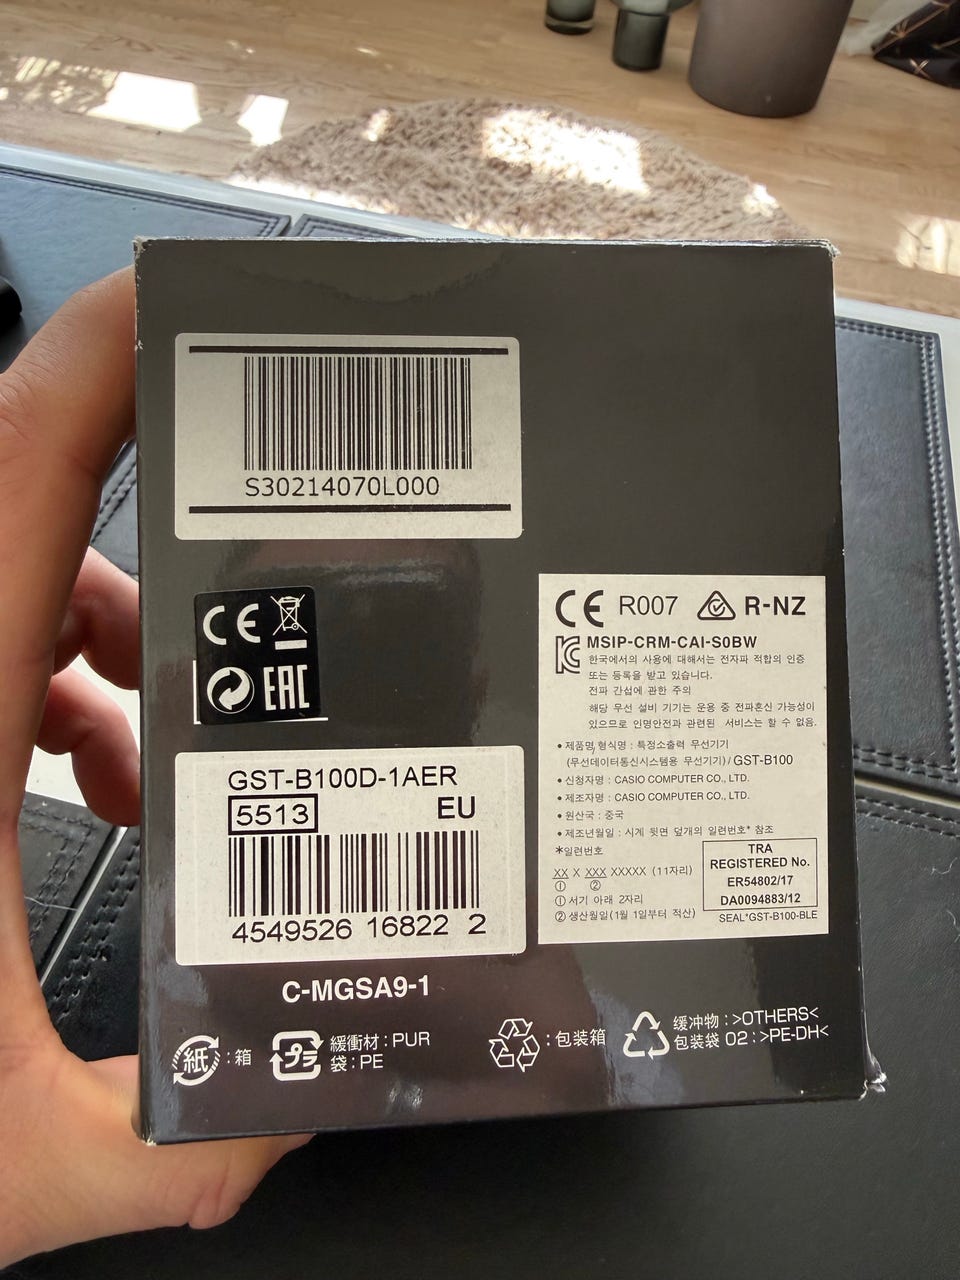 S30214070L000
CE
EAC
GST-B100D-1AER
5513
EU
4549526 16822 2
C-MGSA9-1
CE R007 R-NZ
MSIP-CRM-CAI-S0BW
한국에서의 사용에 대해서는 전자파 적합의 인증
또는 등록을 받고 있습니다.
전파 간섭에 관한 주의
해당 무선 설비 기기는 운용 중 전파혼신 가능성이
있으므로 인명안전과 관련된 서비스는 할 수 없음.
• 제품명/형식명 : 특정소출력 무선기기
(무선데이터통신시스템용 무선기기) / GST-B100
• 신청자명 : CASIO COMPUTER CO., LTD.
• 제조자명 : CASIO COMPUTER CO., LTD.
• 원산국 : 중국
• 제조년월일 : 시계 뒷면 덮개의 일련번호* 참조
*일련번호
XX X XXX XXXXX (11자리)
① ②
① 서기 아래 2자리
② 생산월일(1월 1일부터 적산)
TRA
REGISTERED No.
ER54802/17
DA0094883/12
SEAL*GST-B100-BLE
紙 : 箱
プラ 緩衝材 : PUR
袋 : PE
: 包装箱
缓冲物 : >OTHERS<
包装袋 02 : >PE-DH<